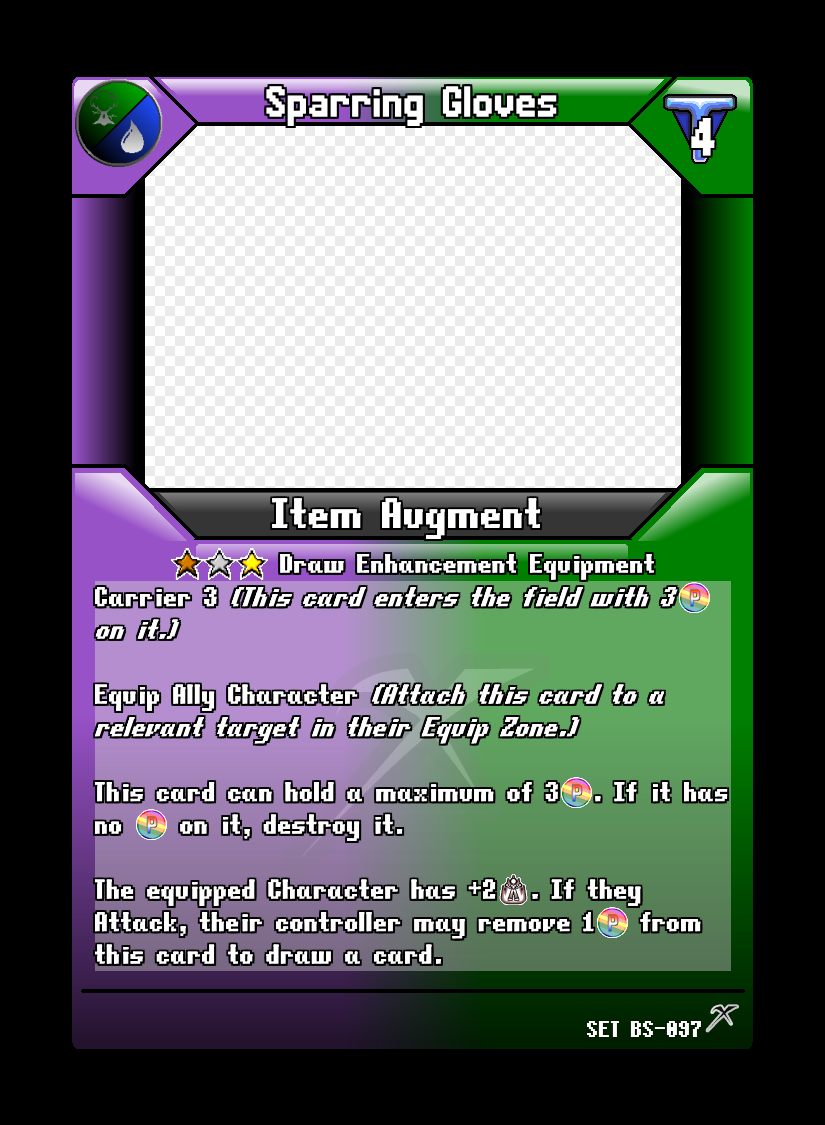 Sparring Gloves
4
Item Augment
Draw Enhancement Equipment
Carrier 3 (This card enters the field with 3 P
on it.)
Equip Ally Character (Attach this card to a
relevant target in their Equip Zone.)
This card can hold a maximum of 3 P. If it has
no P on it, destroy it.
The equipped Character has +2. If they
Attack, their controller may remove 1 P from
this card to draw a card.
SET BS-097